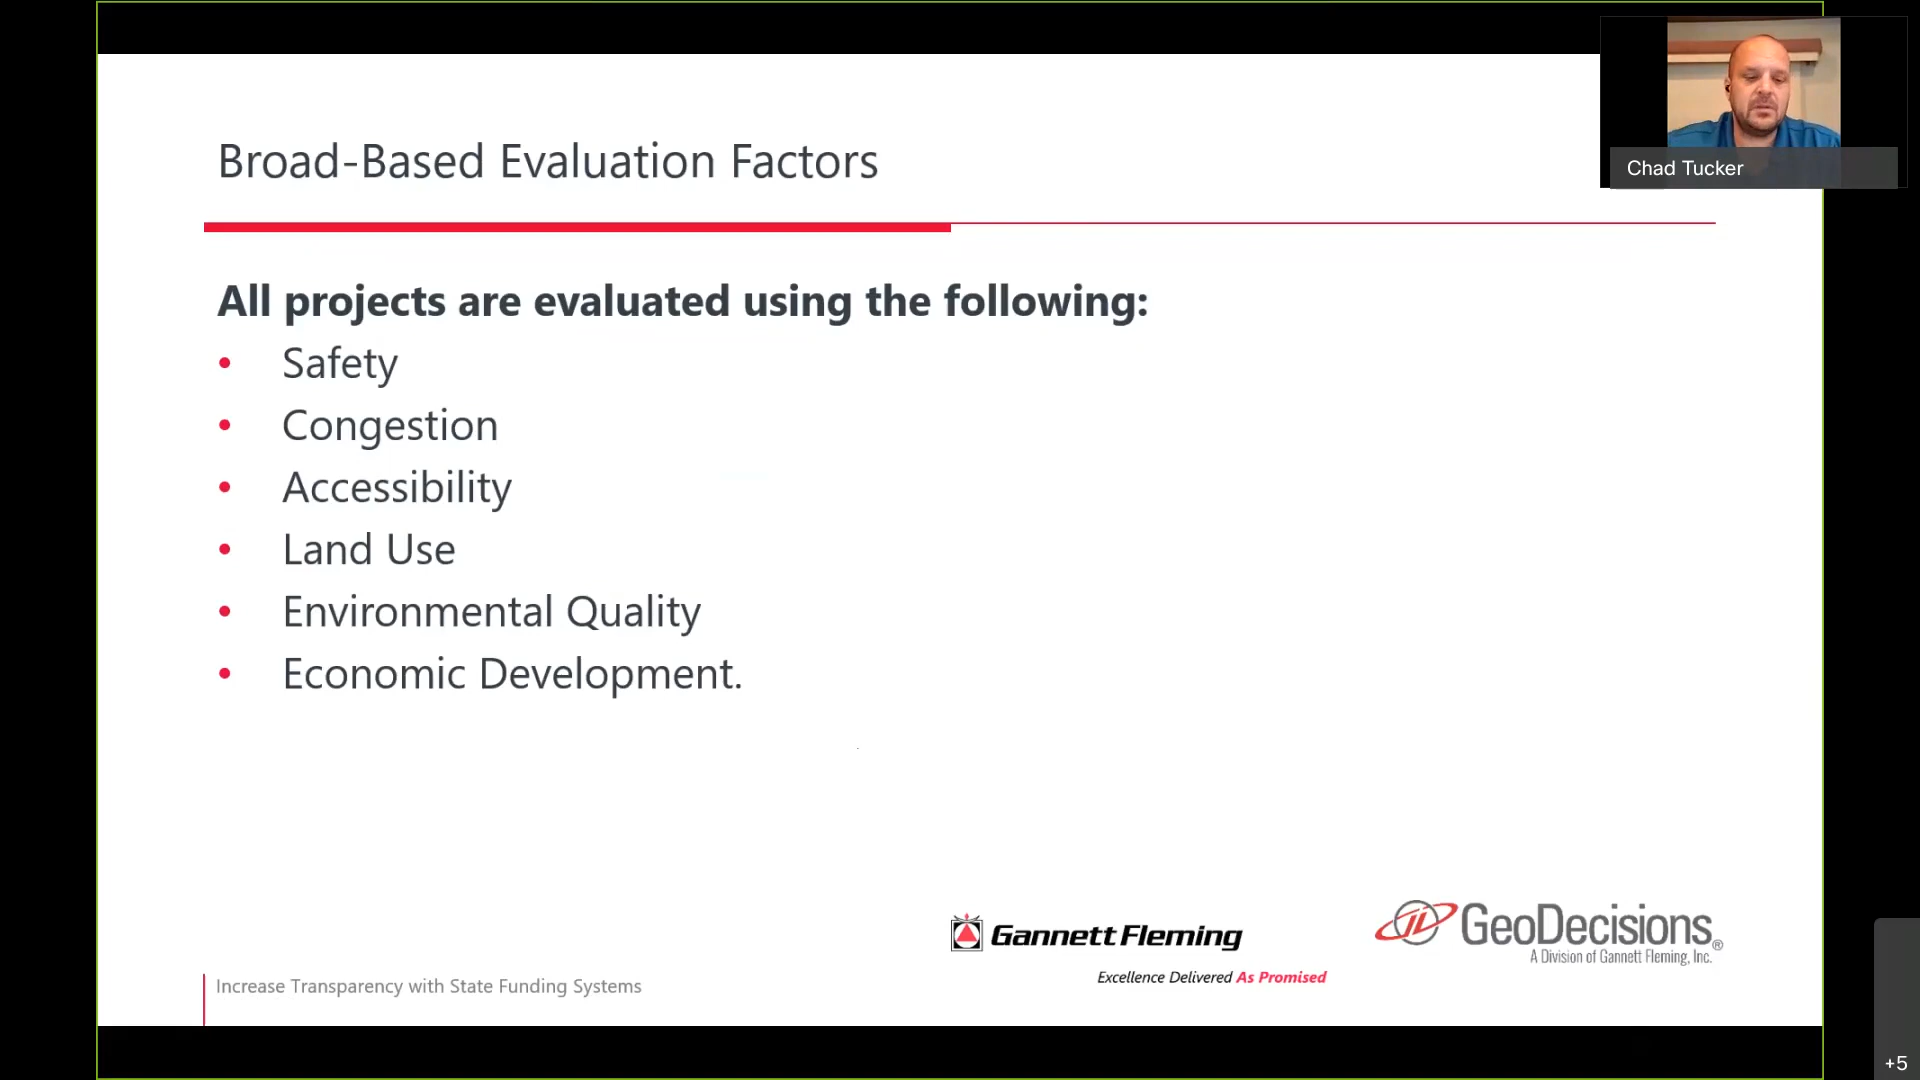 Chad Tucker
Broad-Based Evaluation Factors
All projects are evaluated using the following:
• Safety
• Congestion
• Accessibility
• Land Use
• Environmental Quality
• Economic Development.
Gannett Fleming
Excellence Delivered As Promised
GeoDecisions®
A Division of Gannett Fleming, Inc.
Increase Transparency with State Funding Systems
+5